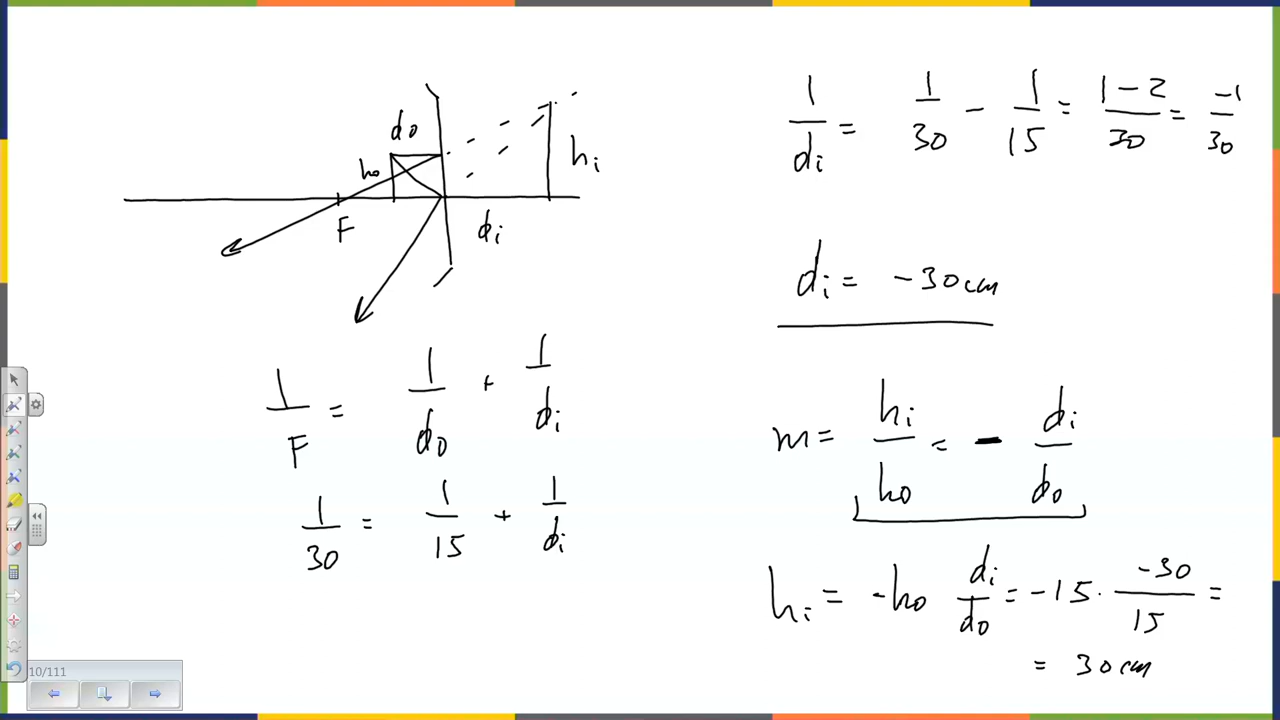 do
ho
hi
F
di
1/F = 1/do + 1/di
1/30 = 1/15 + 1/di
1/di = 1/30 - 1/15 = 1-2/30 = -1/30
di = -30cm
m = hi/ho = - di/do
hi = -ho di/do = -15 · -30/15 =
= 30cm
10/111